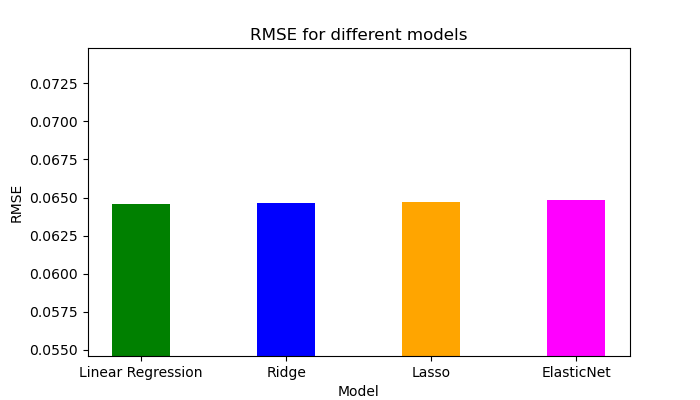 RMSE for different models
0.0725
0.0700
0.0675
0.0650
0.0625
0.0600
0.0575
0.0550
RMSE
Linear Regression Ridge Lasso ElasticNet
Model